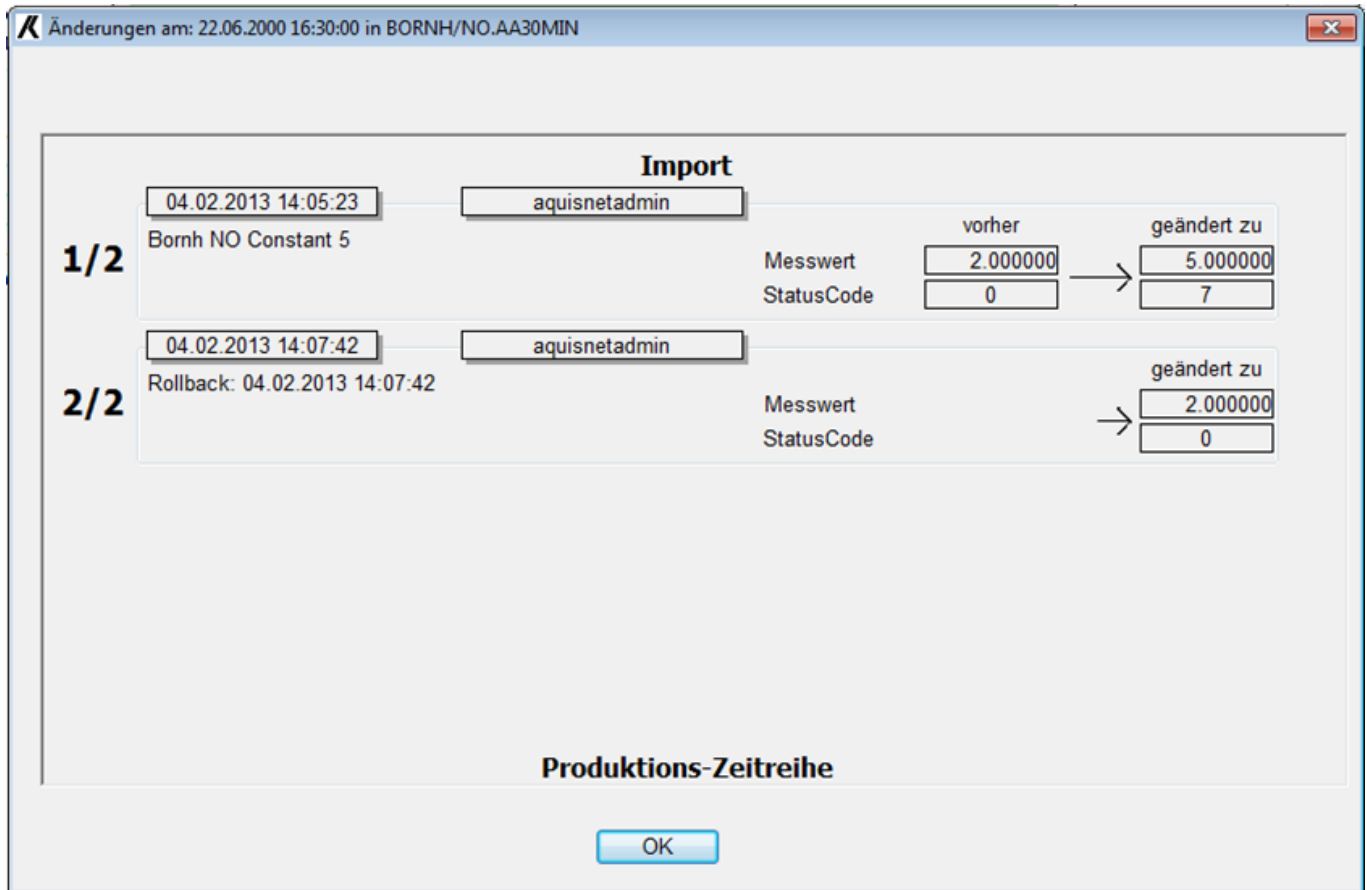 Änderungen am: 22.06.2000 16:30:00 in BORNH/NO.AA30MIN
Import
04.02.2013 14:05:23 aquisnetadmin
Bornh NO Constant 5
vorher geändert zu
1/2
Messwert 2.000000 5.000000
StatusCode 0 7
04.02.2013 14:07:42 aquisnetadmin
Rollback: 04.02.2013 14:07:42
geändert zu
2/2
Messwert 2.000000
StatusCode 0
Produktions-Zeitreihe
OK